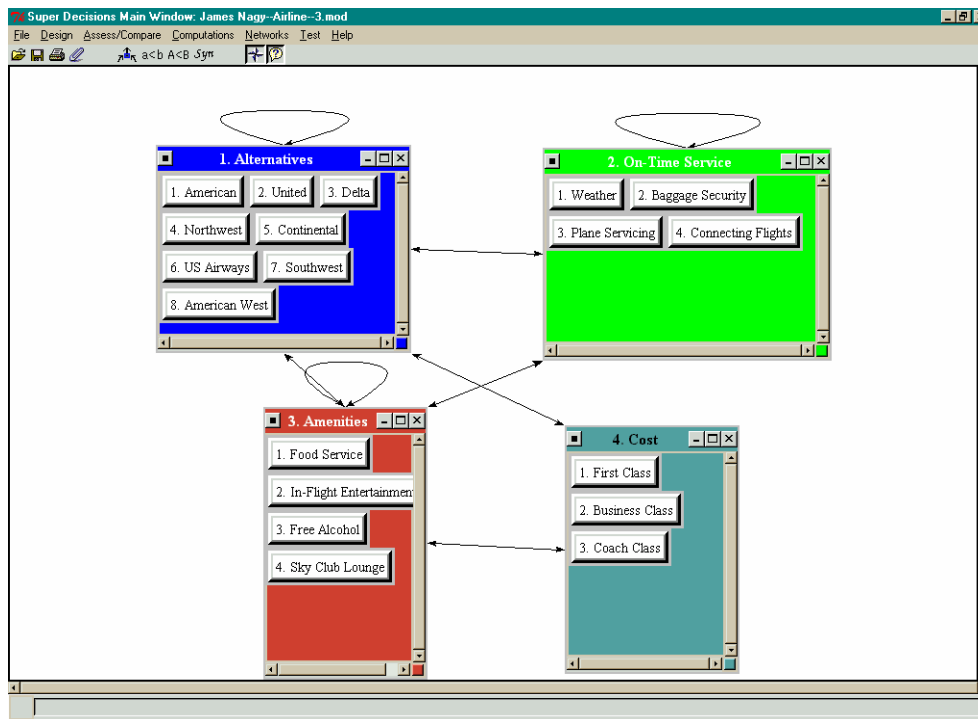 Super Decisions Main Window: James Nagy--Airline--3.mod
File Design Assess/Compare Computations Networks Test Help
a<b A<B Syn
1. Alternatives
1. American 2. United 3. Delta
4. Northwest 5. Continental
6. US Airways 7. Southwest
8. American West
2. On-Time Service
1. Weather 2. Baggage Security
3. Plane Servicing 4. Connecting Flights
3. Amenities
1. Food Service
2. In-Flight Entertainmen
3. Free Alcohol
4. Sky Club Lounge
4. Cost
1. First Class
2. Business Class
3. Coach Class